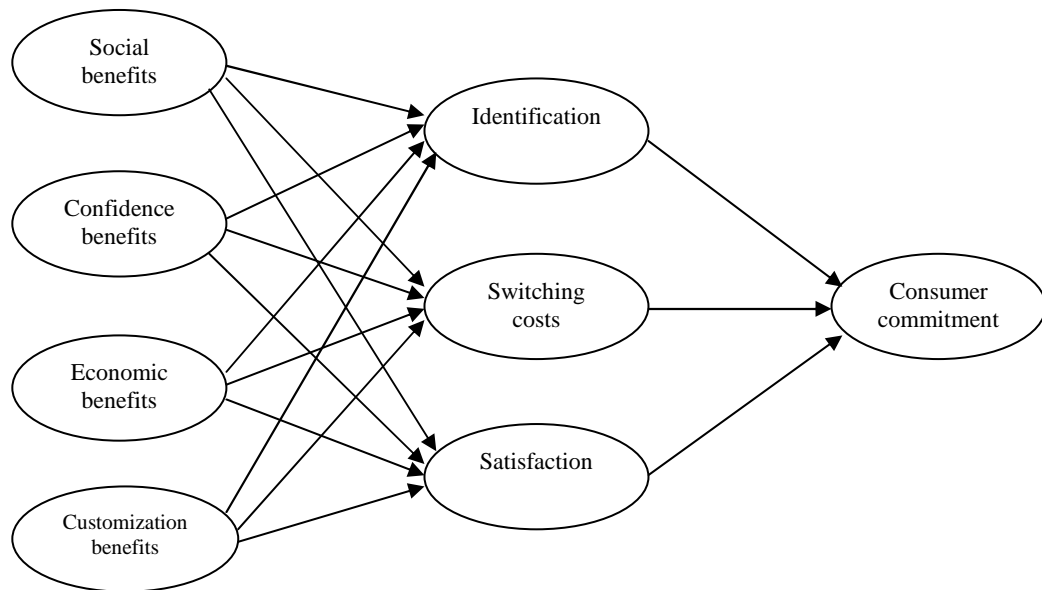 Social
benefits
Confidence
benefits
Economic
benefits
Customization
benefits
Identification
Switching
costs
Satisfaction
Consumer
commitment